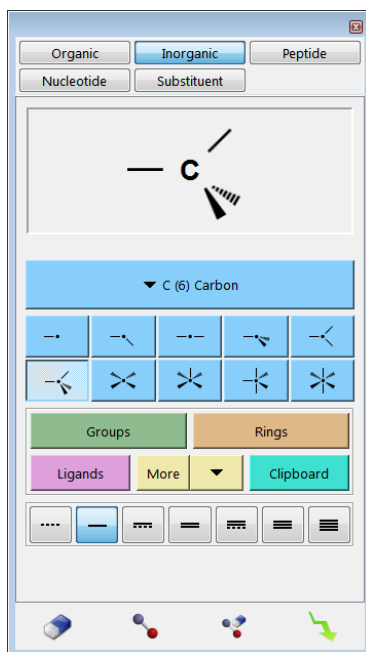 Organic Inorganic Peptide
Nucleotide Substituent
C
C (6) Carbon
Groups Rings
Ligands More Clipboard